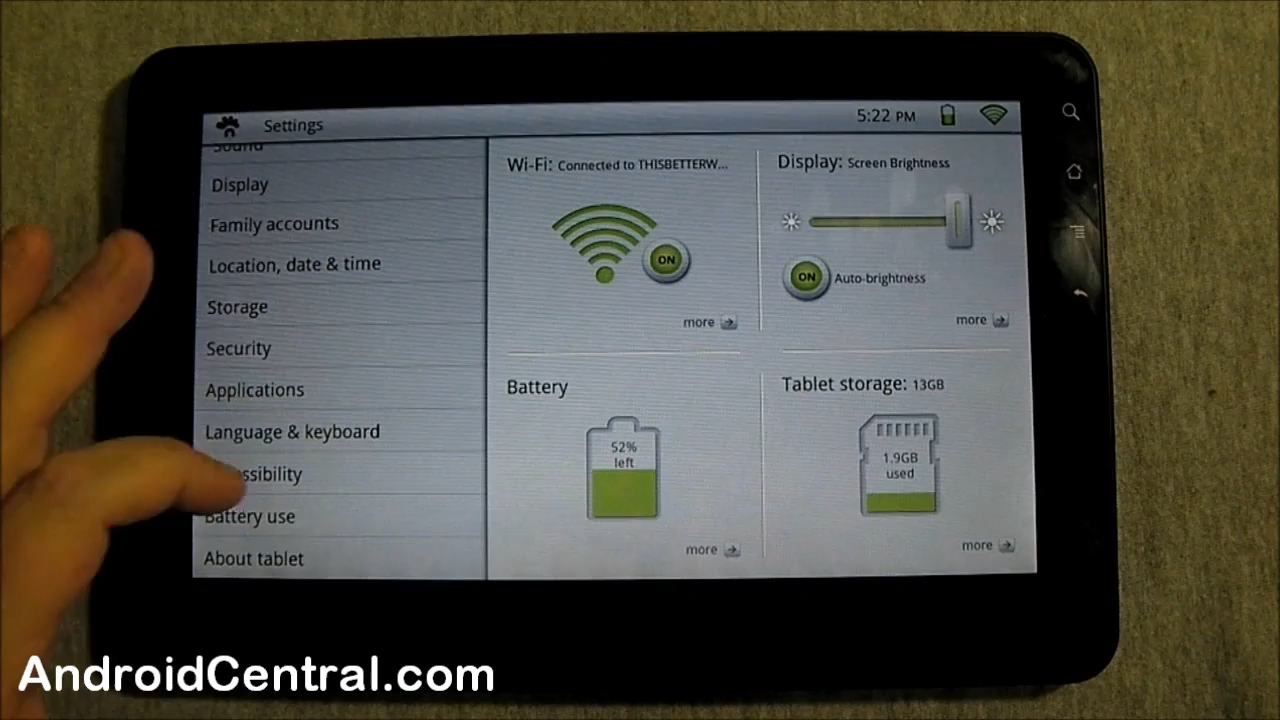 Settings
5:22 PM
Sound
Display
Family accounts
Location, date & time
Storage
Security
Applications
Language & keyboard
ssibility
Battery use
About tablet
Wi-Fi: Connected to THISBETTERW...
ON
more
Display: Screen Brightness
ON
Auto-brightness
more
Battery
52%
left
more
Tablet storage: 13GB
1.9GB
used
more
AndroidCentral.com